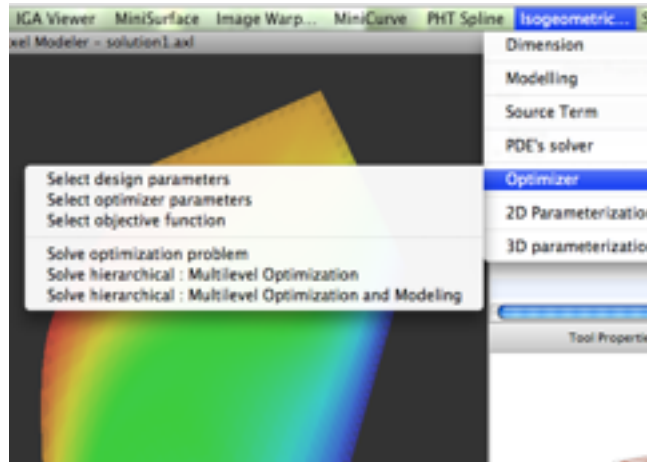 IGA Viewer MiniSurface Image Warp... MiniCurve PHT Spline Isogeometric... S
xel Modeler - solution1.axl
Dimension
Modelling
Source Term
PDE's solver
Optimizer
2D Parameterizatio
3D parameterizatio
Select design parameters
Select optimizer parameters
Select objective function
Solve optimization problem
Solve hierarchical : Multilevel Optimization
Solve hierarchical : Multilevel Optimization and Modeling
Tool Propertie